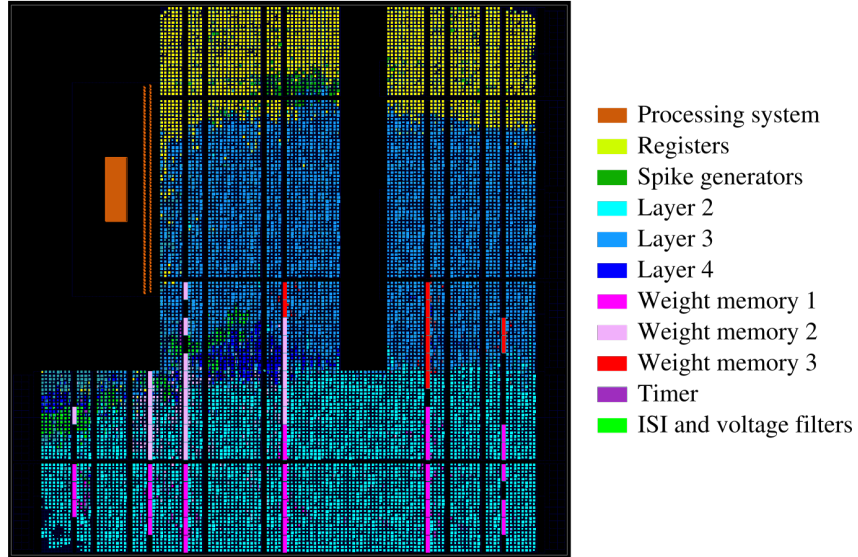 Processing system
Registers
Spike generators
Layer 2
Layer 3
Layer 4
Weight memory 1
Weight memory 2
Weight memory 3
Timer
ISI and voltage filters